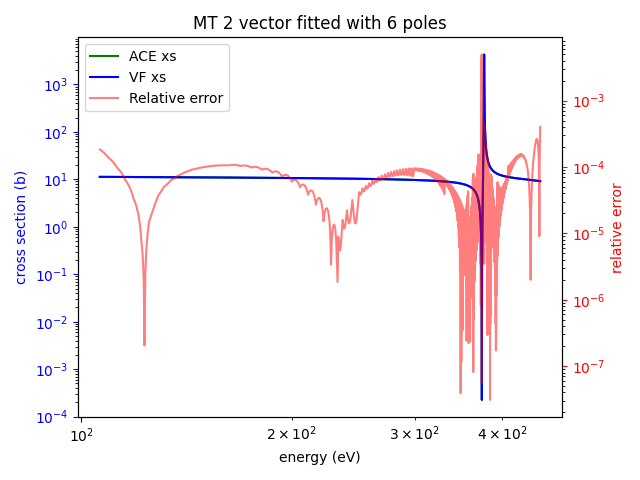 MT 2 vector fitted with 6 poles
ACE xs
VF xs
Relative error
cross section (b)
10³
10²
10¹
10⁰
10⁻¹
10⁻²
10⁻³
10⁻⁴
10⁻³
10⁻⁴
10⁻⁵
10⁻⁶
10⁻⁷
relative error
10² 2 × 10² 3 × 10² 4 × 10²
energy (eV)